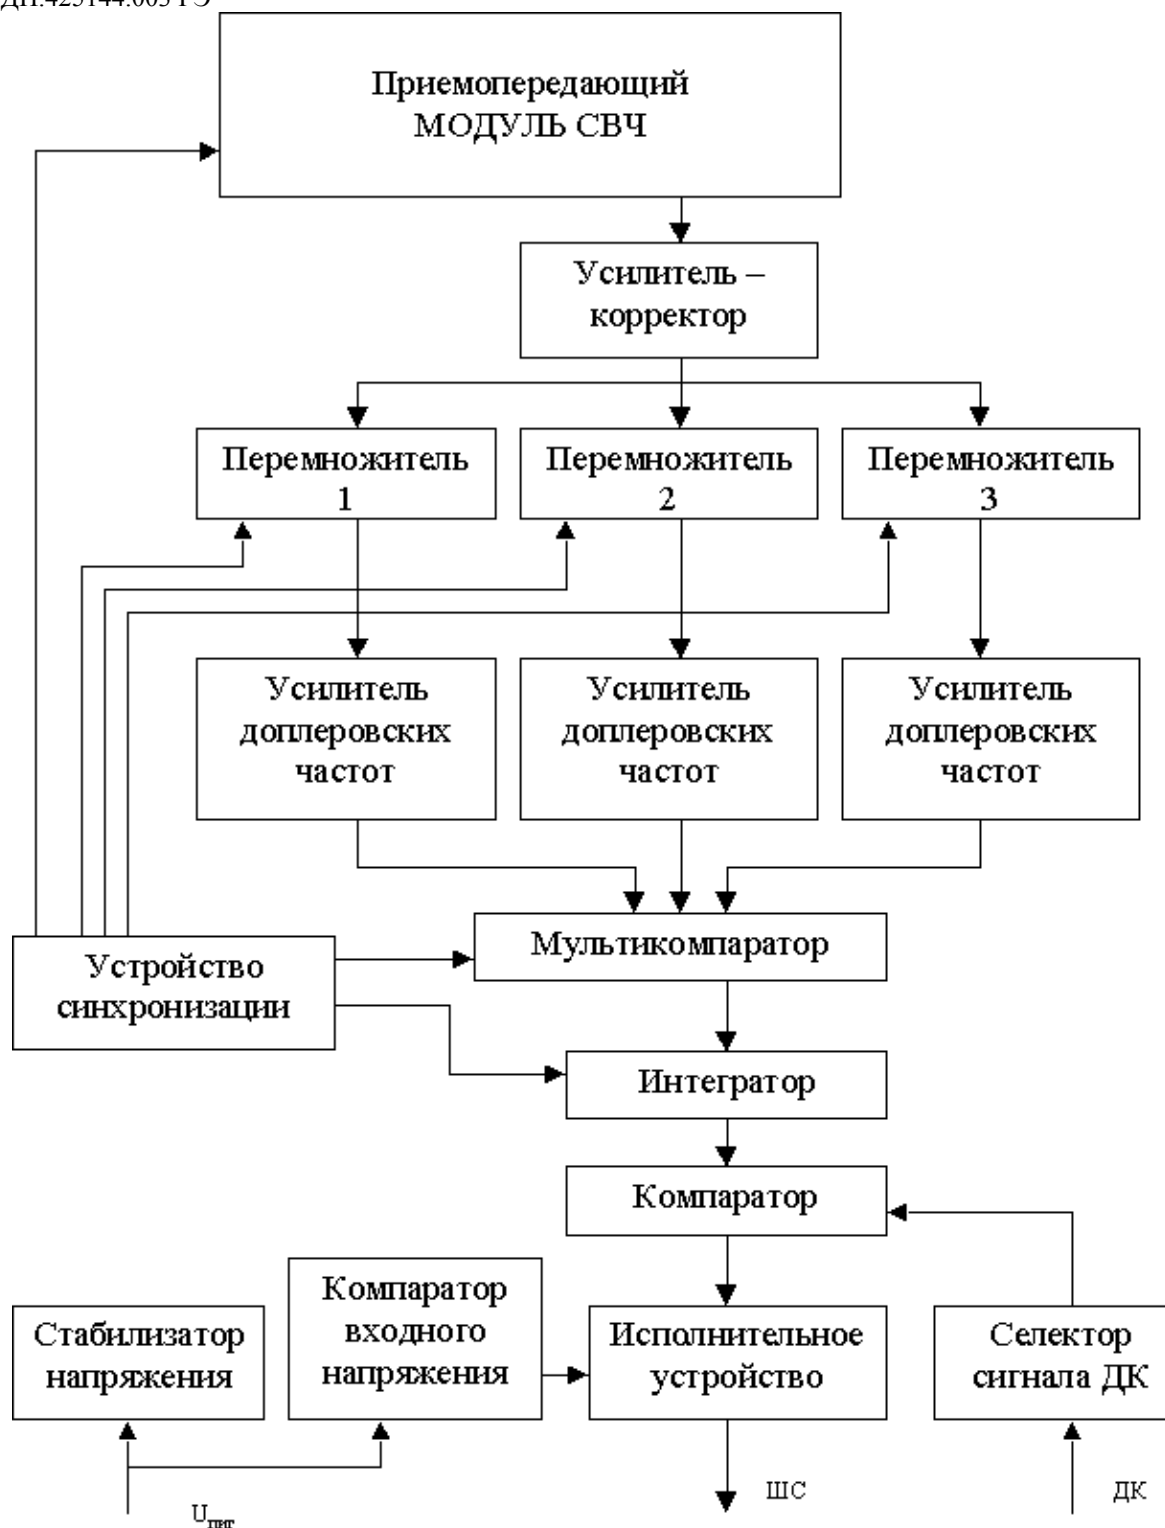 Приемопередающий
МОДУЛЬ СВЧ
Усилитель –
корректор
Перемножитель
1
Перемножитель
2
Перемножитель
3
Усилитель
доплеровских
частот
Усилитель
доплеровских
частот
Усилитель
доплеровских
частот
Мультикомпаратор
Устройство
синхронизации
Интегратор
Компаратор
Компаратор
входного
напряжения
Стабилизатор
напряжения
Исполнительное
устройство
Селектор
сигнала ДК
ШС
ДК
Uпит